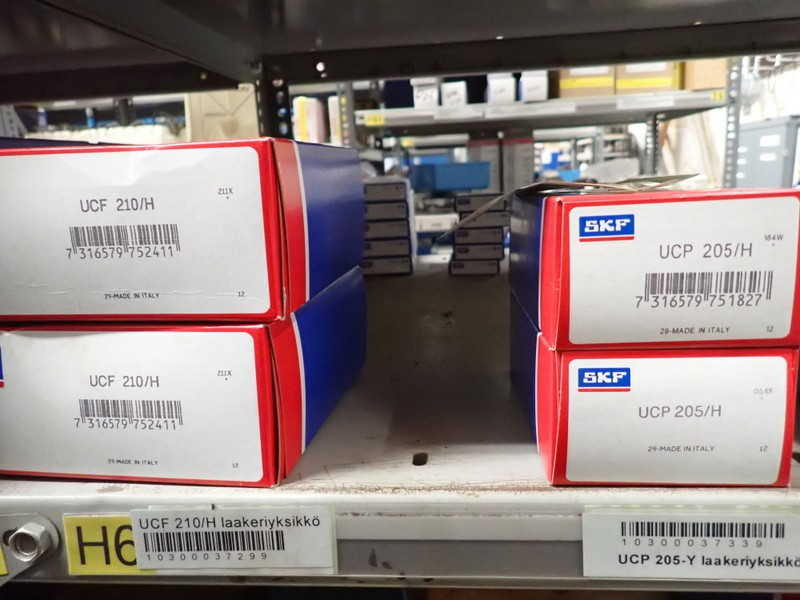 UCF 210/H
211X
7 316579 752411
29-MADE IN ITALY
12
UCF 210/H
211X
7 316579 752411
29-MADE IN ITALY
12
SKF
184W
UCP 205/H
7 316579 751827
29-MADE IN ITALY
12
SKF
UCP 205/H
29-MADE IN ITALY
12
H6
UCF 210/H laakeriyksikkö
10300037299
10300037339
UCP 205-Y laakeriyksikkö